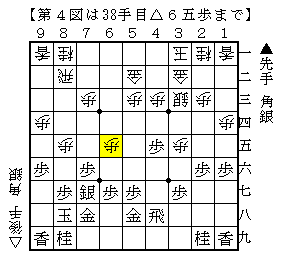 【第４図は38手目△６五歩まで】
９ ８ ７ ６ ５ ４ ３ ２ １
香 桂 玉 桂 香 一
飛 金 金 二
歩 歩 歩 銀 歩 三
歩 歩 四
歩 歩 歩 歩 五
歩 歩 歩 歩 六
歩 銀 歩 歩 歩 七
玉 金 金 飛 八
香 桂 桂 香 九
▲先手 角銀
△後手 角銀